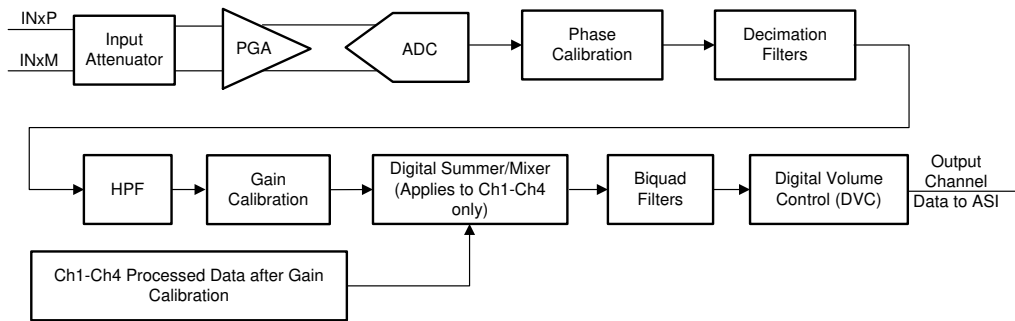 INxP
INxM
Input
Attenuator
PGA
ADC
Phase
Calibration
Decimation
Filters
HPF
Gain
Calibration
Digital Summer/Mixer
(Applies to Ch1-Ch4
only)
Biquad
Filters
Digital Volume
Control (DVC)
Output
Channel
Data to ASI
Ch1-Ch4 Processed Data after Gain
Calibration